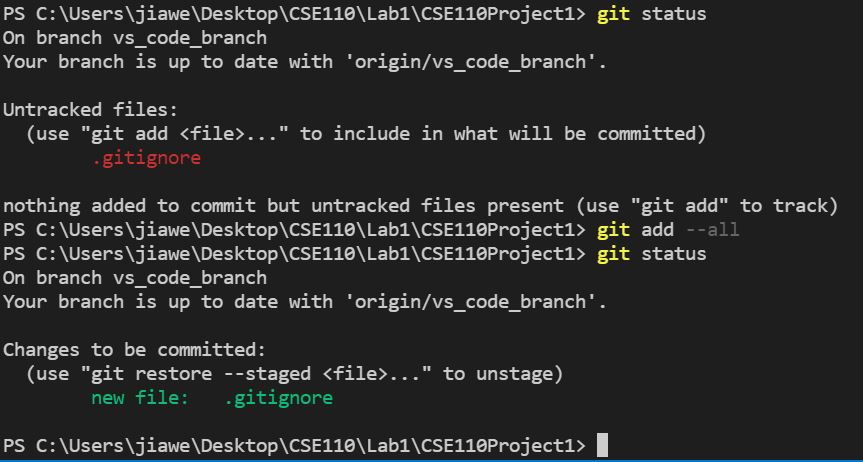 PS C:\Users\jiawe\Desktop\CSE110\Lab1\CSE110Project1> git status
On branch vs_code_branch
Your branch is up to date with 'origin/vs_code_branch'.
Untracked files:
  (use "git add <file>..." to include in what will be committed)
        .gitignore
nothing added to commit but untracked files present (use "git add" to track)
PS C:\Users\jiawe\Desktop\CSE110\Lab1\CSE110Project1> git add --all
PS C:\Users\jiawe\Desktop\CSE110\Lab1\CSE110Project1> git status
On branch vs_code_branch
Your branch is up to date with 'origin/vs_code_branch'.
Changes to be committed:
  (use "git restore --staged <file>..." to unstage)
        new file:   .gitignore
PS C:\Users\jiawe\Desktop\CSE110\Lab1\CSE110Project1>